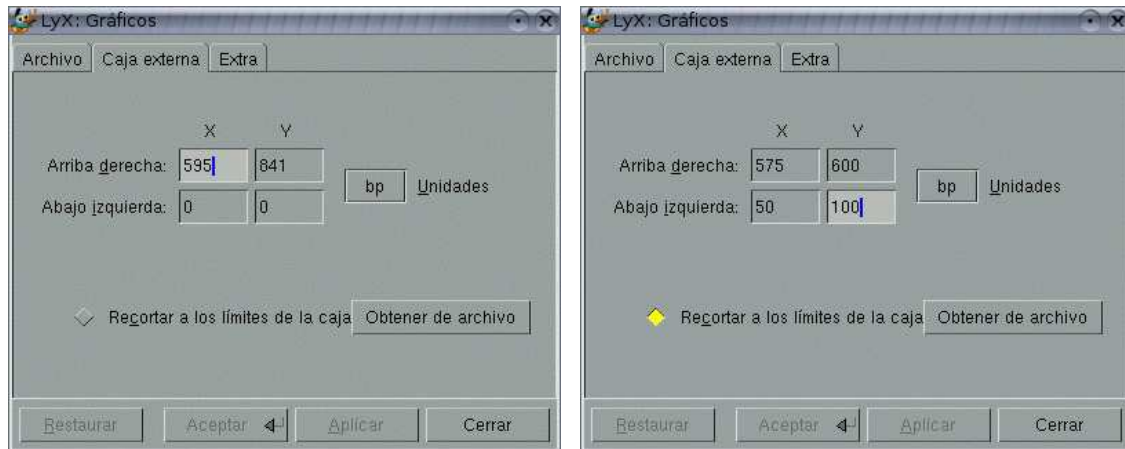 LyX: Gráficos
Archivo Caja externa Extra
X Y
Arriba derecha: 595 841
bp Unidades
Abajo izquierda: 0 0
Recortar a los límites de la caja Obtener de archivo
Restaurar Aceptar Aplicar Cerrar
LyX: Gráficos
Archivo Caja externa Extra
X Y
Arriba derecha: 575 600
bp Unidades
Abajo izquierda: 50 100
Recortar a los límites de la caja Obtener de archivo
Restaurar Aceptar Aplicar Cerrar